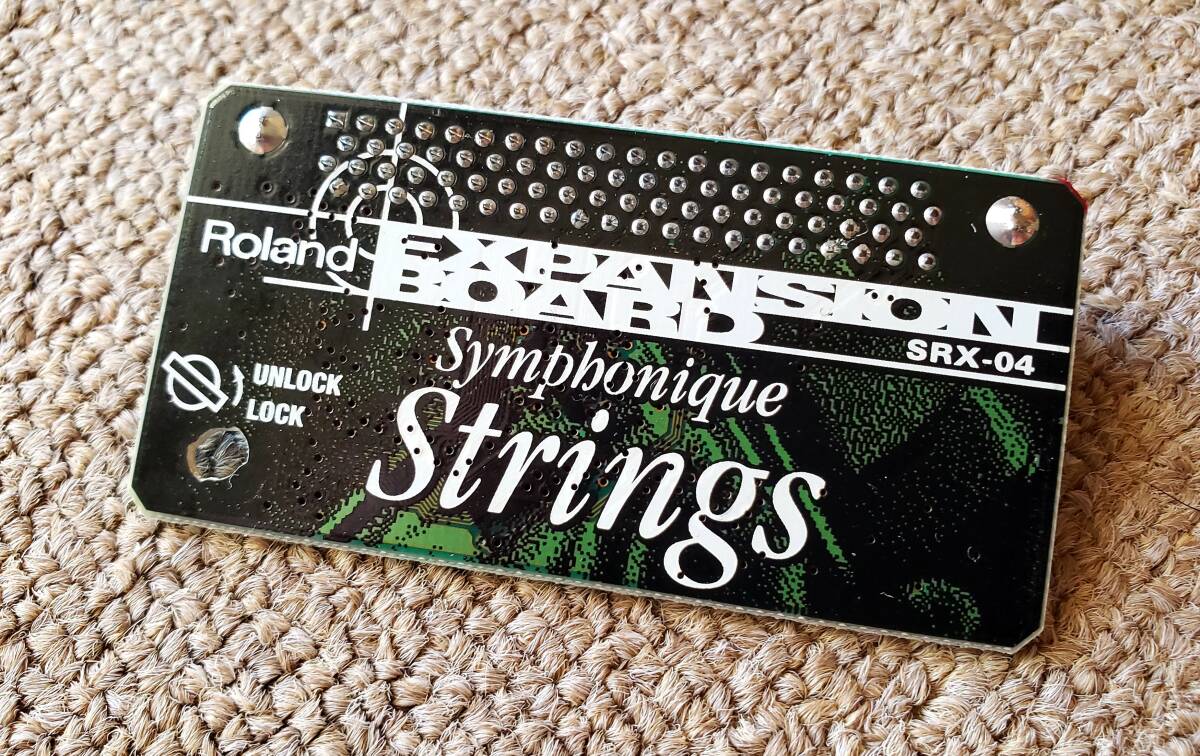 Roland
EXPANSION
BOARD
SRX-04
Symphonique
Strings
UNLOCK
LOCK